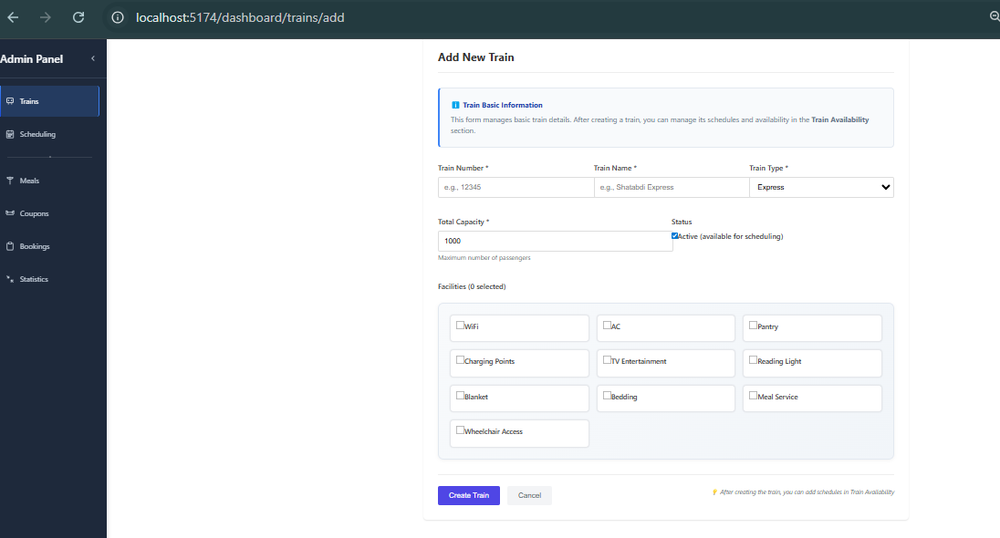 localhost:5174/dashboard/trains/add
Admin Panel
Trains
Scheduling
Meals
Coupons
Bookings
Statistics
Add New Train
Train Basic Information
This form manages basic train details. After creating a train, you can manage its schedules and availability in the Train Availability
section.
Train Number * Train Name * Train Type *
e.g., 12345 e.g., Shatabdi Express Express
Total Capacity * Status
1000 Active (available for scheduling)
Maximum number of passengers
Facilities (0 selected)
WiFi AC Pantry
Charging Points TV Entertainment Reading Light
Blanket Bedding Meal Service
Wheelchair Access
Create Train Cancel After creating the train, you can add schedules in Train Availability